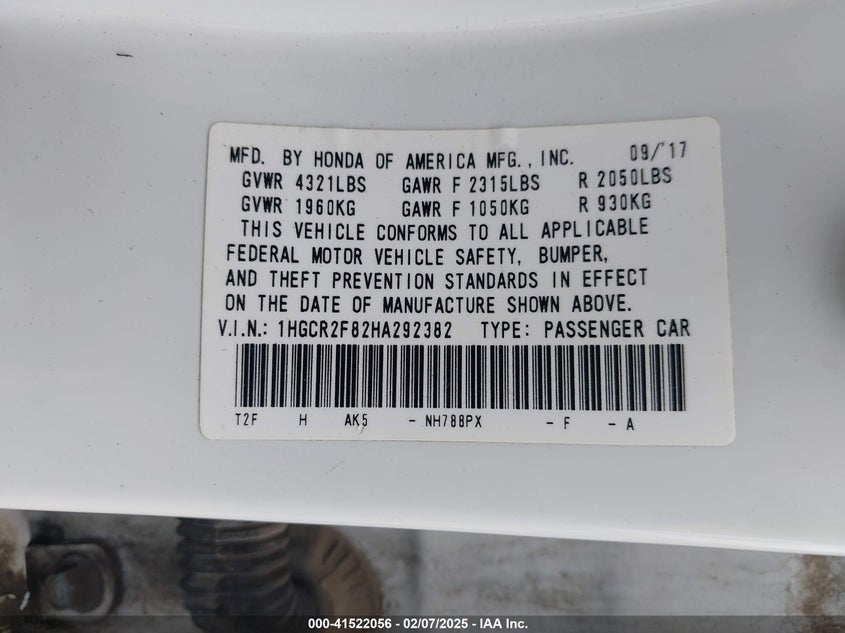 MFD. BY HONDA OF AMERICA MFG., INC. 09/'17
GVWR 4321LBS GAWR F 2315LBS R 2050LBS
GVWR 1960KG GAWR F 1050KG R 930KG
THIS VEHICLE CONFORMS TO ALL APPLICABLE
FEDERAL MOTOR VEHICLE SAFETY, BUMPER,
AND THEFT PREVENTION STANDARDS IN EFFECT
ON THE DATE OF MANUFACTURE SHOWN ABOVE.
V.I.N.: 1HGCR2F82HA292382 TYPE: PASSENGER CAR
T2F H AK5 - NH788PX - F - A
000-41522056 - 02/07/2025 - IAA Inc.